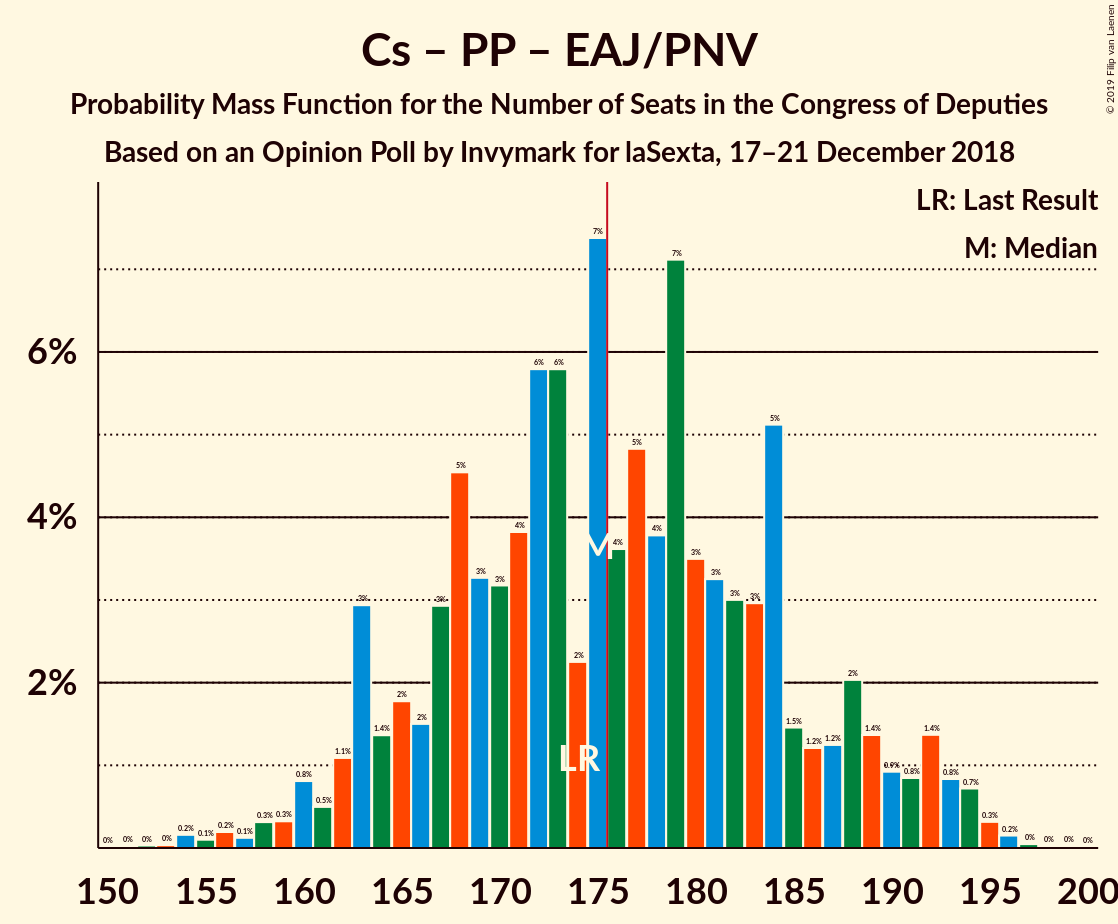 Cs – PP – EAJ/PNV
Probability Mass Function for the Number of Seats in the Congress of Deputies
Based on an Opinion Poll by Invymark for laSexta, 17–21 December 2018
© 2019 Filip van Laenen
LR: Last Result
M: Median
6%
4%
2%
0% 0% 0% 0% 0.2% 0.1% 0.2% 0.1% 0.3% 0.3% 0.8% 0.5% 1.1% 3% 1.4% 2% 2% 3% 5% 3% 3% 4% 6% 6% 2% 7% 4% 5% 4% 7% 3% 3% 3% 3% 5% 1.5% 1.2% 1.2% 2% 1.4% 0.9% 0.8% 1.4% 0.8% 0.7% 0.3% 0.2% 0% 0% 0% 0%
M
LR
150 155 160 165 170 175 180 185 190 195 200